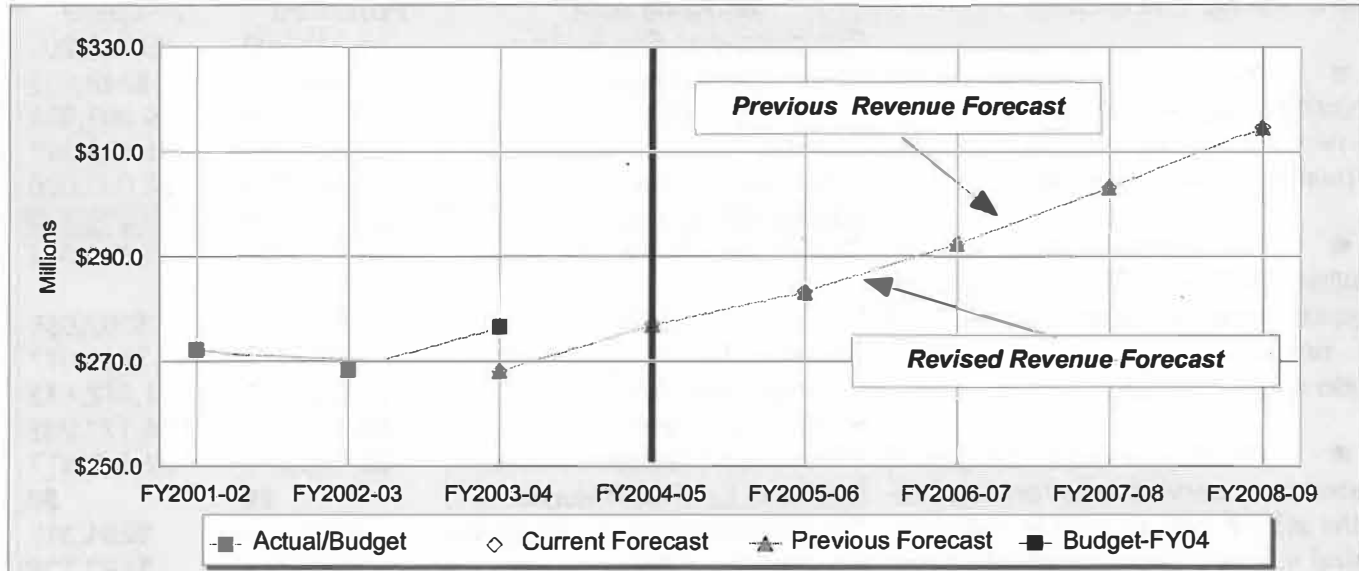 $330.0
$310.0
$290.0
$270.0
$250.0
Millions
Previous Revenue Forecast
Revised Revenue Forecast
FY2001-02 FY2002-03 FY2003-04 FY2004-05 FY2005-06 FY2006-07 FY2007-08 FY2008-09
Actual/Budget Current Forecast Previous Forecast Budget-FY04